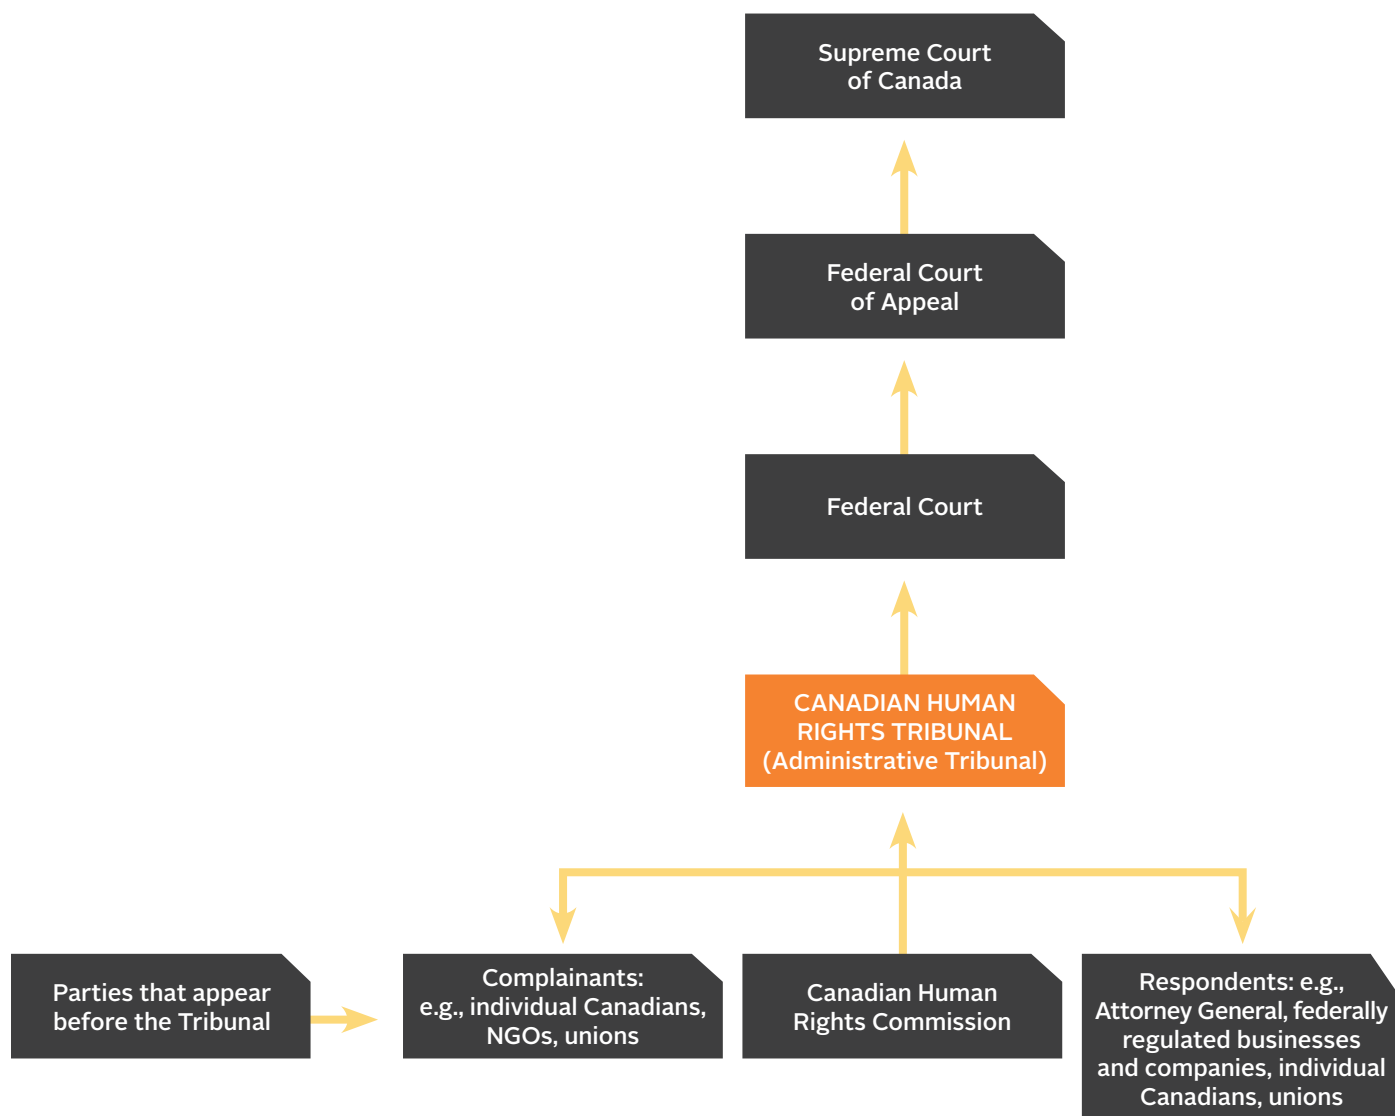 Supreme Court
of Canada
Federal Court
of Appeal
Federal Court
CANADIAN HUMAN
RIGHTS TRIBUNAL
(Administrative Tribunal)
Parties that appear
before the Tribunal
Complainants:
e.g., individual Canadians,
NGOs, unions
Canadian Human
Rights Commission
Respondents: e.g.,
Attorney General, federally
regulated businesses
and companies, individual
Canadians, unions